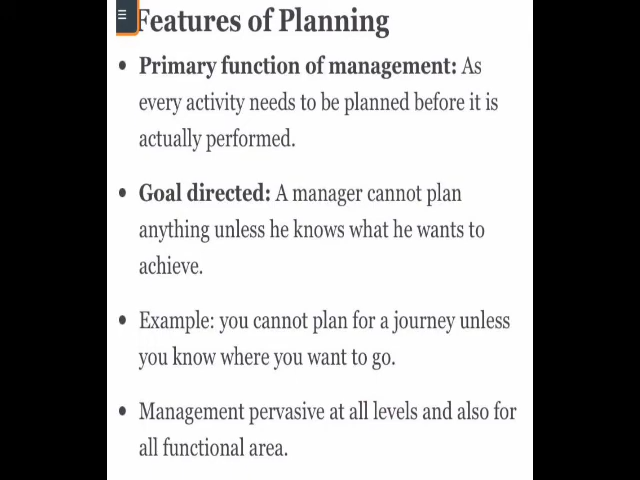 Features of Planning
• Primary function of management: As
every activity needs to be planned before it is
actually performed.
• Goal directed: A manager cannot plan
anything unless he knows what he wants to
achieve.
• Example: you cannot plan for a journey unless
you know where you want to go.
• Management pervasive at all levels and also for
all functional area.